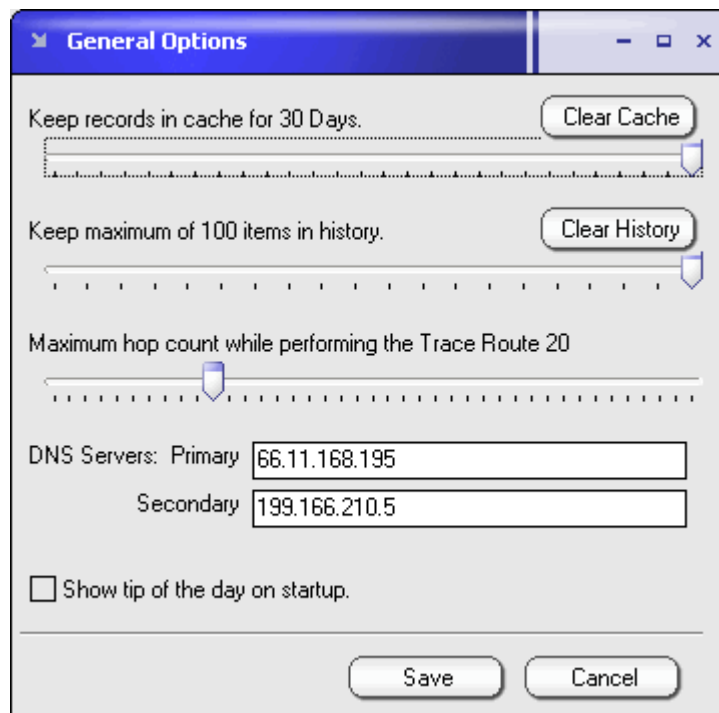 General Options
Keep records in cache for 30 Days.
Clear Cache
Keep maximum of 100 items in history.
Clear History
Maximum hop count while performing the Trace Route 20
DNS Servers: Primary 66.11.168.195
Secondary 199.166.210.5
Show tip of the day on startup.
Save Cancel